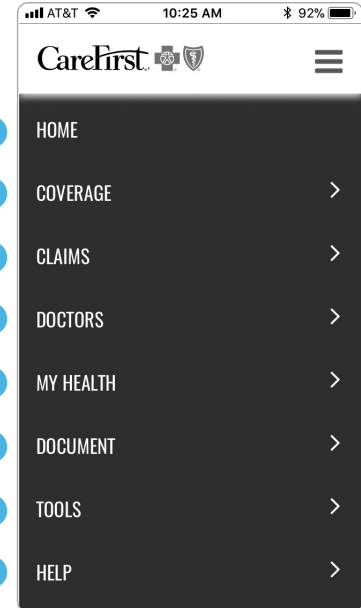 AT&T 10:25 AM 92%
CareFirst
HOME
COVERAGE
CLAIMS
DOCTORS
MY HEALTH
DOCUMENT
TOOLS
HELP